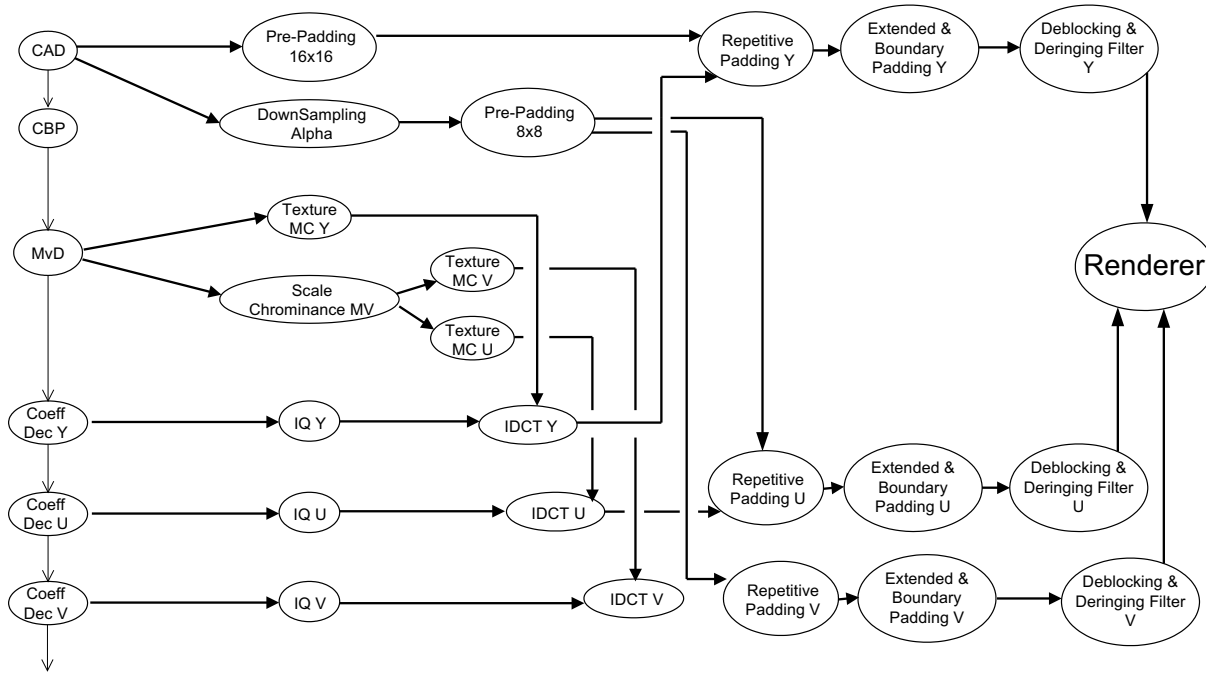 CAD
Pre-Padding
16x16
Repetitive
Padding Y
Extended &
Boundary
Padding Y
Deblocking &
Deringing Filter
Y
CBP
DownSampling
Alpha
Pre-Padding
8x8
MvD
Texture
MC Y
Scale
Chrominance MV
Texture
MC V
Texture
MC U
Renderer
Coeff
Dec Y
IQ Y
IDCT Y
Coeff
Dec U
IQ U
IDCT U
Repetitive
Padding U
Extended &
Boundary
Padding U
Deblocking &
Deringing Filter
U
Coeff
Dec V
IQ V
IDCT V
Repetitive
Padding V
Extended &
Boundary
Padding V
Deblocking &
Deringing Filter
V